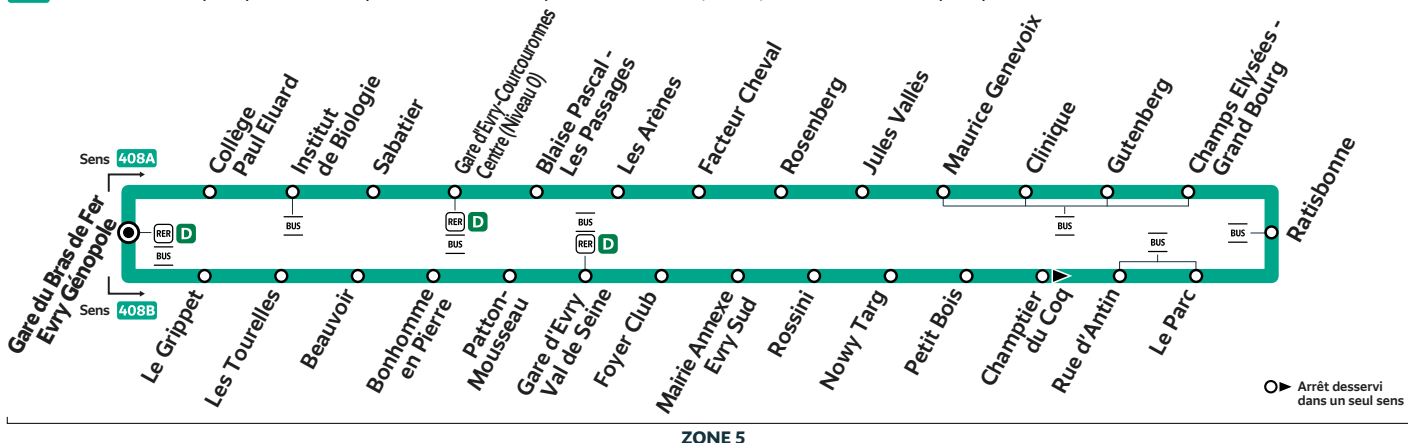 Collège
Paul Eluard
Institut
de Biologie
Sabatier
Gare d'Evry-Courcouronnes
Centre (Niveau 0)
Blaise Pascal -
Les Passages
Les Arènes
Facteur Cheval
Rosenberg
Jules Vallès
Maurice Genevoix
Clinique
Gutenberg
Champs Elysées -
Grand Bourg
Ratisbonne
Sens 408A
Gare du Bras de Fer
Evry Génopole
RER D
BUS
BUS
RER D
BUS
BUS
RER D
BUS
BUS
BUS
Sens 408B
Le Grippet
Les Tourelles
Beauvoir
Bonhomme
en Pierre
Patton-
Mousseau
Gare d'Evry
Val de Seine
Foyer Club
Mairie Annexe
Evry Sud
Rossini
Nowy Targ
Petit Bois
Champtier
du Coq
Rue d'Antin
Le Parc
Arrêt desservi
dans un seul sens
ZONE 5